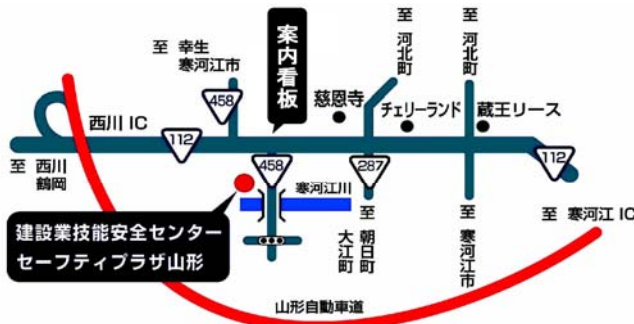 至 幸生
寒河江市
458
案内看板
慈恩寺
至 河北町
チェリーランド
至 河北町
蔵王リース
西川 IC
112
至 西川
鶴岡
458
寒河江川
287
112
至 朝日町
大江町
至 寒河江市
至 寒河江 IC
建設業技能安全センター
セーフティプラザ山形
山形自動車道